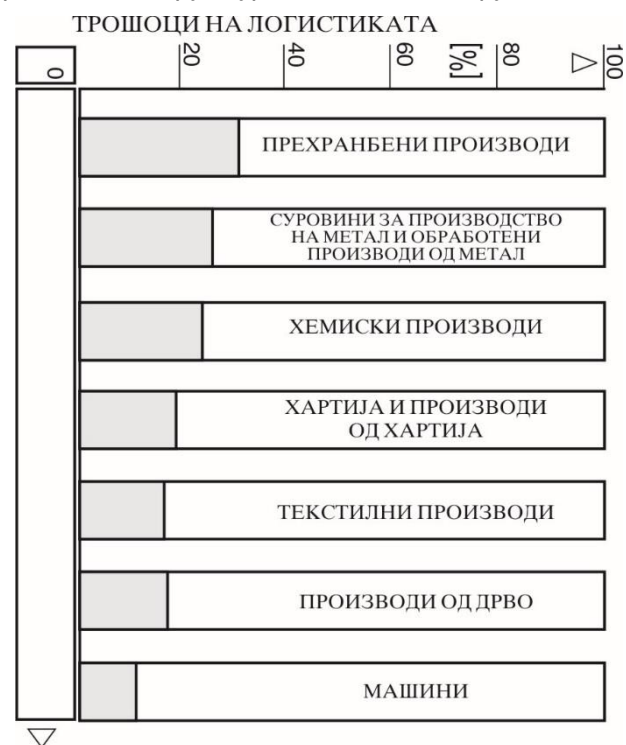 ТРОШОЦИ НА ЛОГИСТИКАТА
0 20 40 60 [%] 80 100
ПРЕХРАНБЕНИ ПРОИЗВОДИ
СУРОВИНИ ЗА ПРОИЗВОДСТВО
НА МЕТАЛ И ОБРАБОТЕНИ
ПРОИЗВОДИ ОД МЕТАЛ
ХЕМИСКИ ПРОИЗВОДИ
ХАРТИЈА И ПРОИЗВОДИ
ОД ХАРТИЈА
ТЕКСТИЛНИ ПРОИЗВОДИ
ПРОИЗВОДИ ОД ДРВО
МАШИНИ